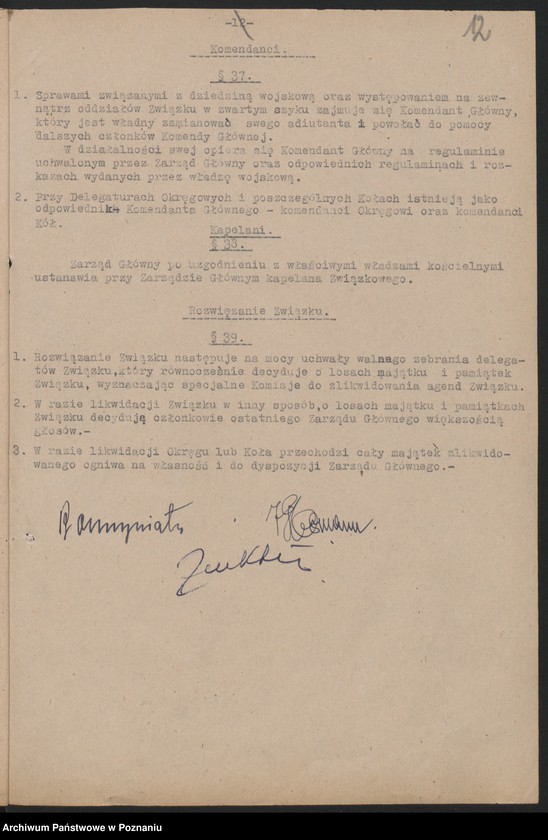 -12-
12
Komendanci.
§ 37.
1. Sprawami związanymi z dziedziną wojskową oraz występowaniem na zew-
nątrz oddziałów Związku w zwartym szyku zajmuje się Komendant Główny,
który jest władny zamianować swego adiutanta i powołać do pomocy
dalszych członków Komendy Głównej.
W działalności swej opiera się Komendant Główny na regulaminie
uchwalonym przez Zarząd Główny oraz odpowiednich regulaminach i roz-
kazach wydanych przez władzę wojskową.
2. Przy Delegaturach Okręgowych i poszczególnych Kołach istnieją jako
odpowiedniki Komendanta Głównego - komendanci Okręgowi oraz komendanci
Kół.
Kapelani.
§ 38.
Zarząd Główny po uzgodnieniu z właściwymi władzami kościelnymi
ustanawia przy Zarządzie Głównym kapelana Związkowego.
Rozwiązanie Związku.
§ 39.
1. Rozwiązanie Związku następuje na mocy uchwały walnego zebrania delega-
tów Związku, który równocześnie decyduje o losach majątku i pamiątek
Związku, wyznaczając specjalne Komisje do zlikwidowania agend Związku.
2. W razie likwidacji Związku w inny sposób, o losach majątku i pamiątkach
Związku decydują członkowie ostatniego Zarządu Głównego większością
głosów.-
3. W razie likwidacji Okręgu lub Koła przechodzi cały majątek zlikwido-
wanego ogniwa na własność i do dyspozycji Zarządu Głównego.-
Archiwum Państwowe w Poznaniu